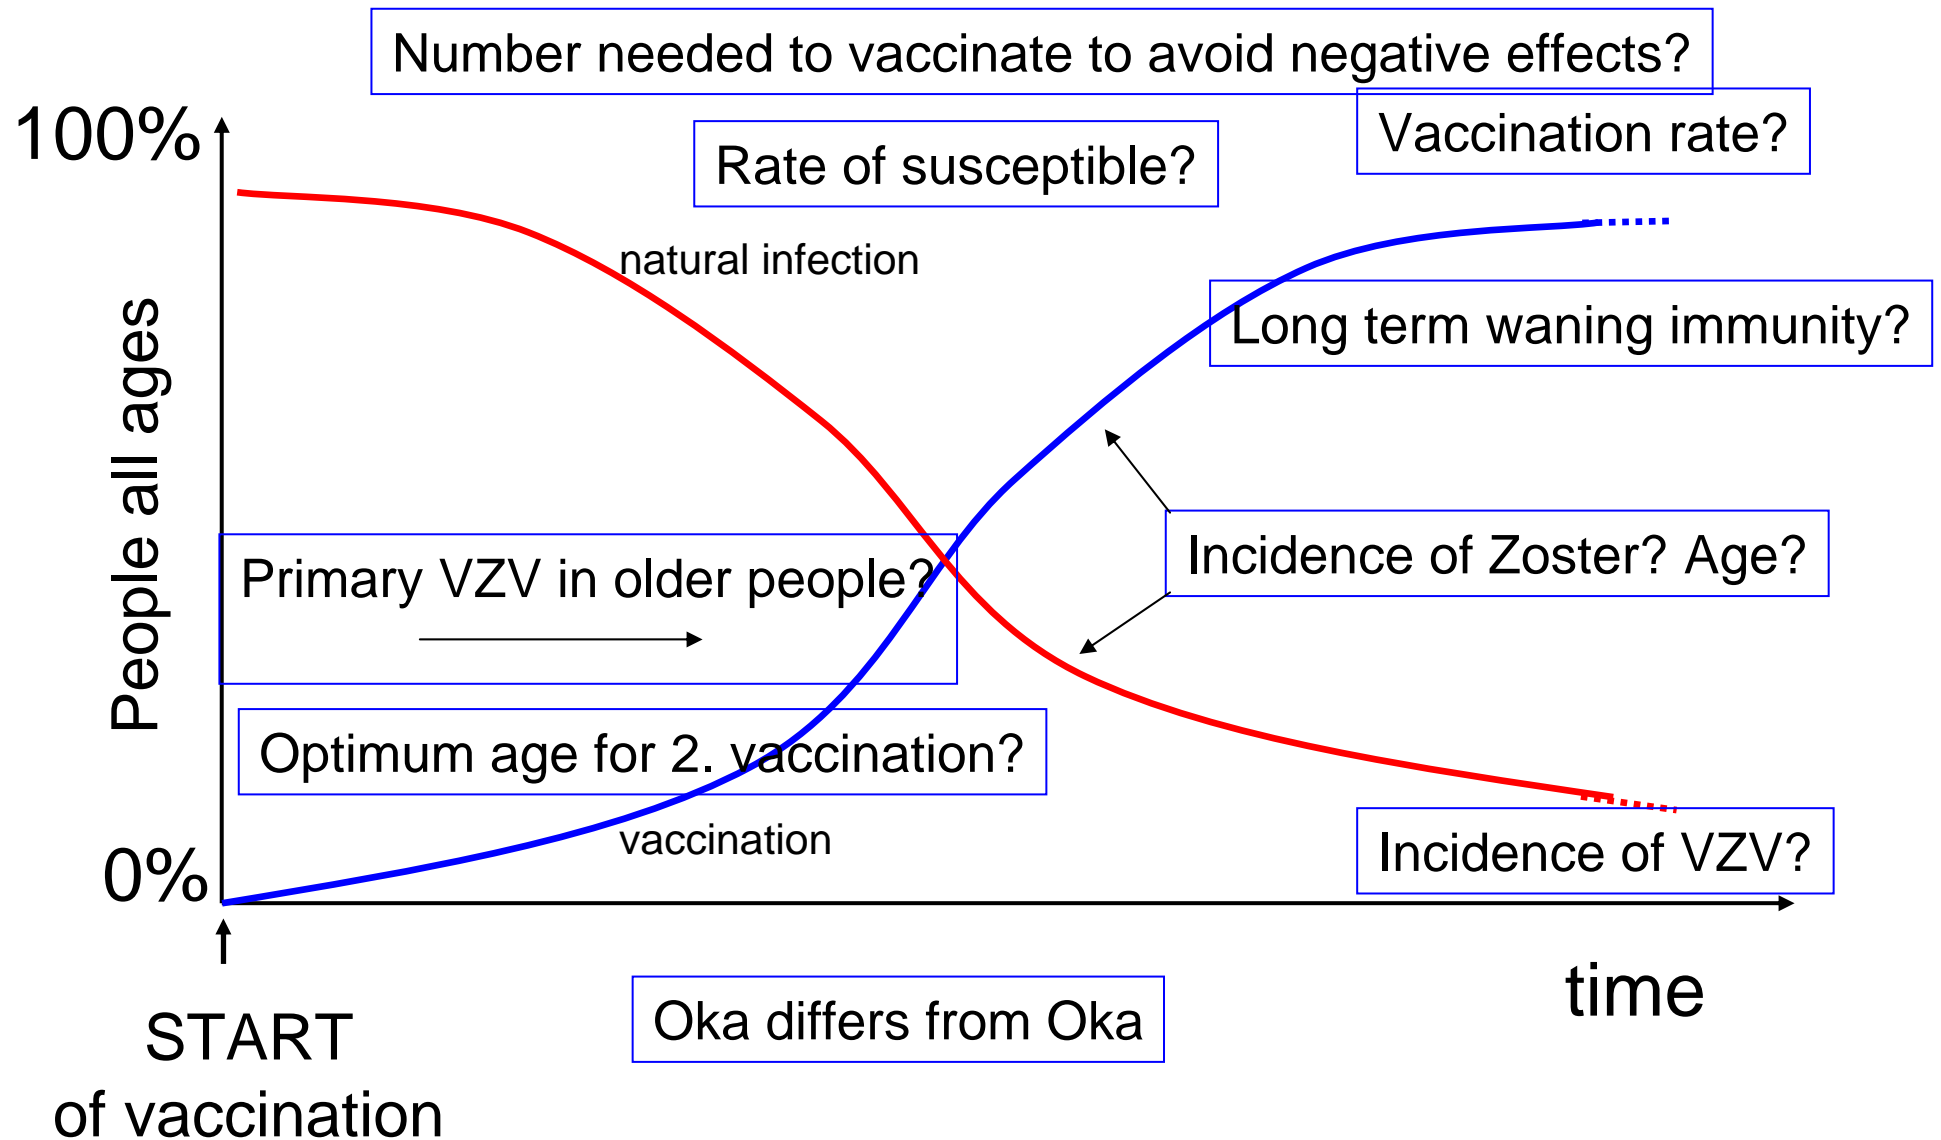 Number needed to vaccinate to avoid negative effects?
100%
Vaccination rate?
Rate of susceptible?
natural infection
Long term waning immunity?
People all ages
Primary VZV in older people?
Incidence of Zoster? Age?
Optimum age for 2. vaccination?
vaccination
Incidence of VZV?
0%
time
Oka differs from Oka
START
of vaccination